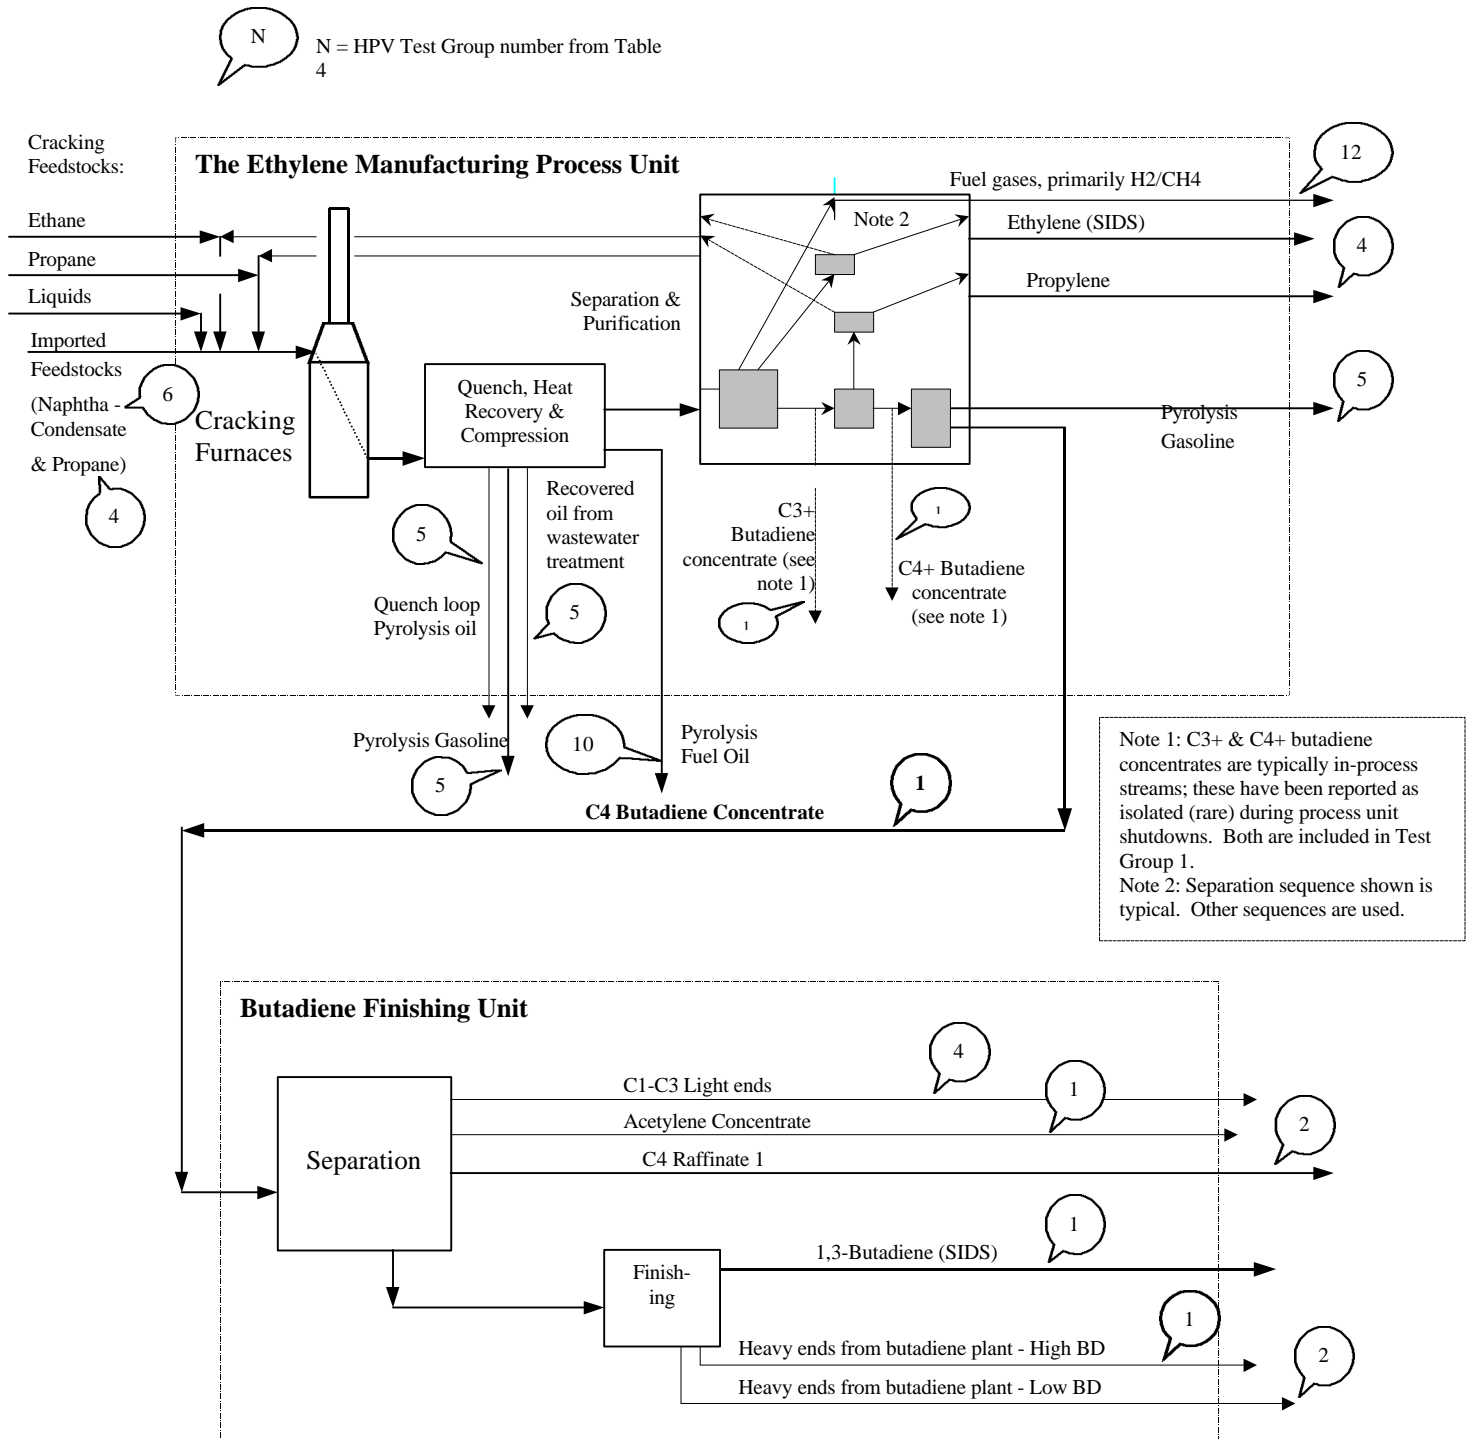 N
N = HPV Test Group number from Table
4
Cracking
Feedstocks:
The Ethylene Manufacturing Process Unit
12
Fuel gases, primarily H2/CH4
Ethane
Note 2
Ethylene (SIDS)
4
Propane
Propylene
Liquids
Separation &
Purification
Imported
Feedstocks
(Naphtha -
Condensate
& Propane)
6
4
Cracking
Furnaces
Quench, Heat
Recovery &
Compression
5
Pyrolysis
Gasoline
Recovered
oil from
wastewater
treatment
5
5
Quench loop
Pyrolysis oil
C3+
Butadiene
concentrate (see
note 1)
1
1
C4+ Butadiene
concentrate
(see note 1)
Pyrolysis Gasoline
5
10
Pyrolysis
Fuel Oil
1
C4 Butadiene Concentrate
Note 1: C3+ & C4+ butadiene
concentrates are typically in-process
streams; these have been reported as
isolated (rare) during process unit
shutdowns.  Both are included in Test
Group 1.
Note 2: Separation sequence shown is
typical.  Other sequences are used.
Butadiene Finishing Unit
4
C1-C3 Light ends
1
Acetylene Concentrate
2
C4 Raffinate 1
Separation
1
1,3-Butadiene (SIDS)
Finish-
ing
1
Heavy ends from butadiene plant - High BD
2
Heavy ends from butadiene plant - Low BD